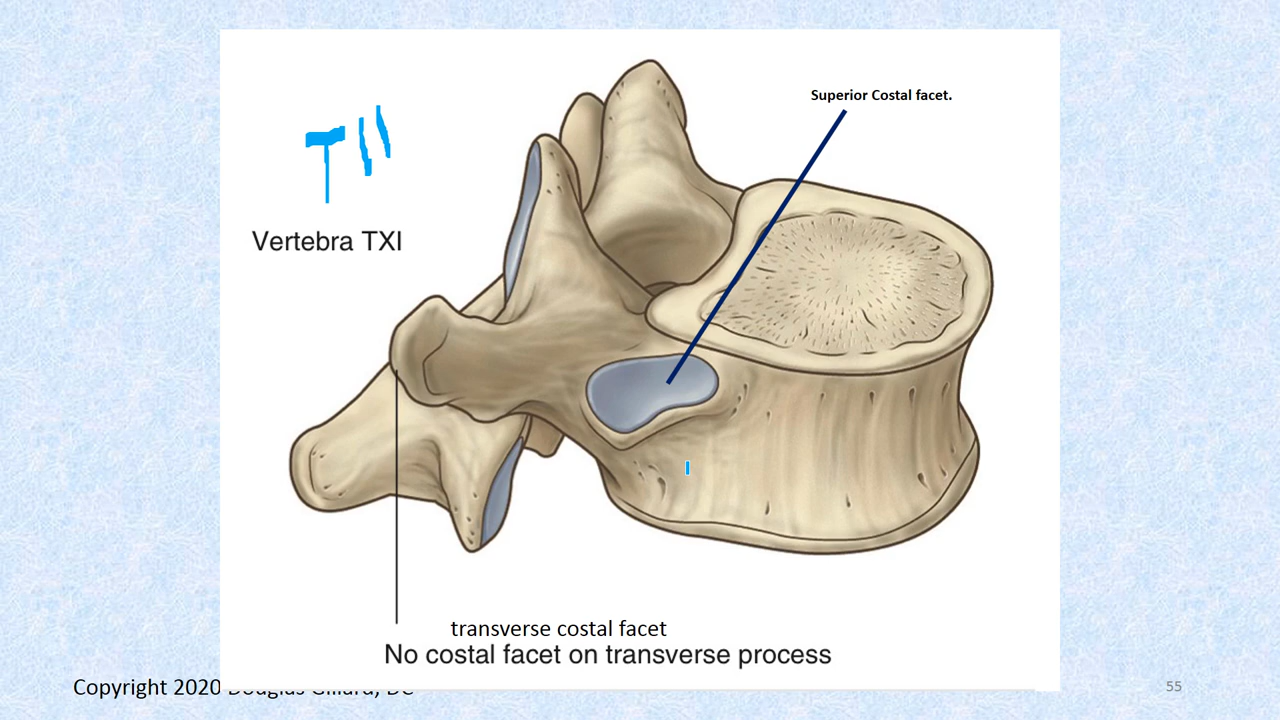 Superior Costal facet.
T11
Vertebra TXI
transverse costal facet
No costal facet on transverse process
Copyright 2020
55